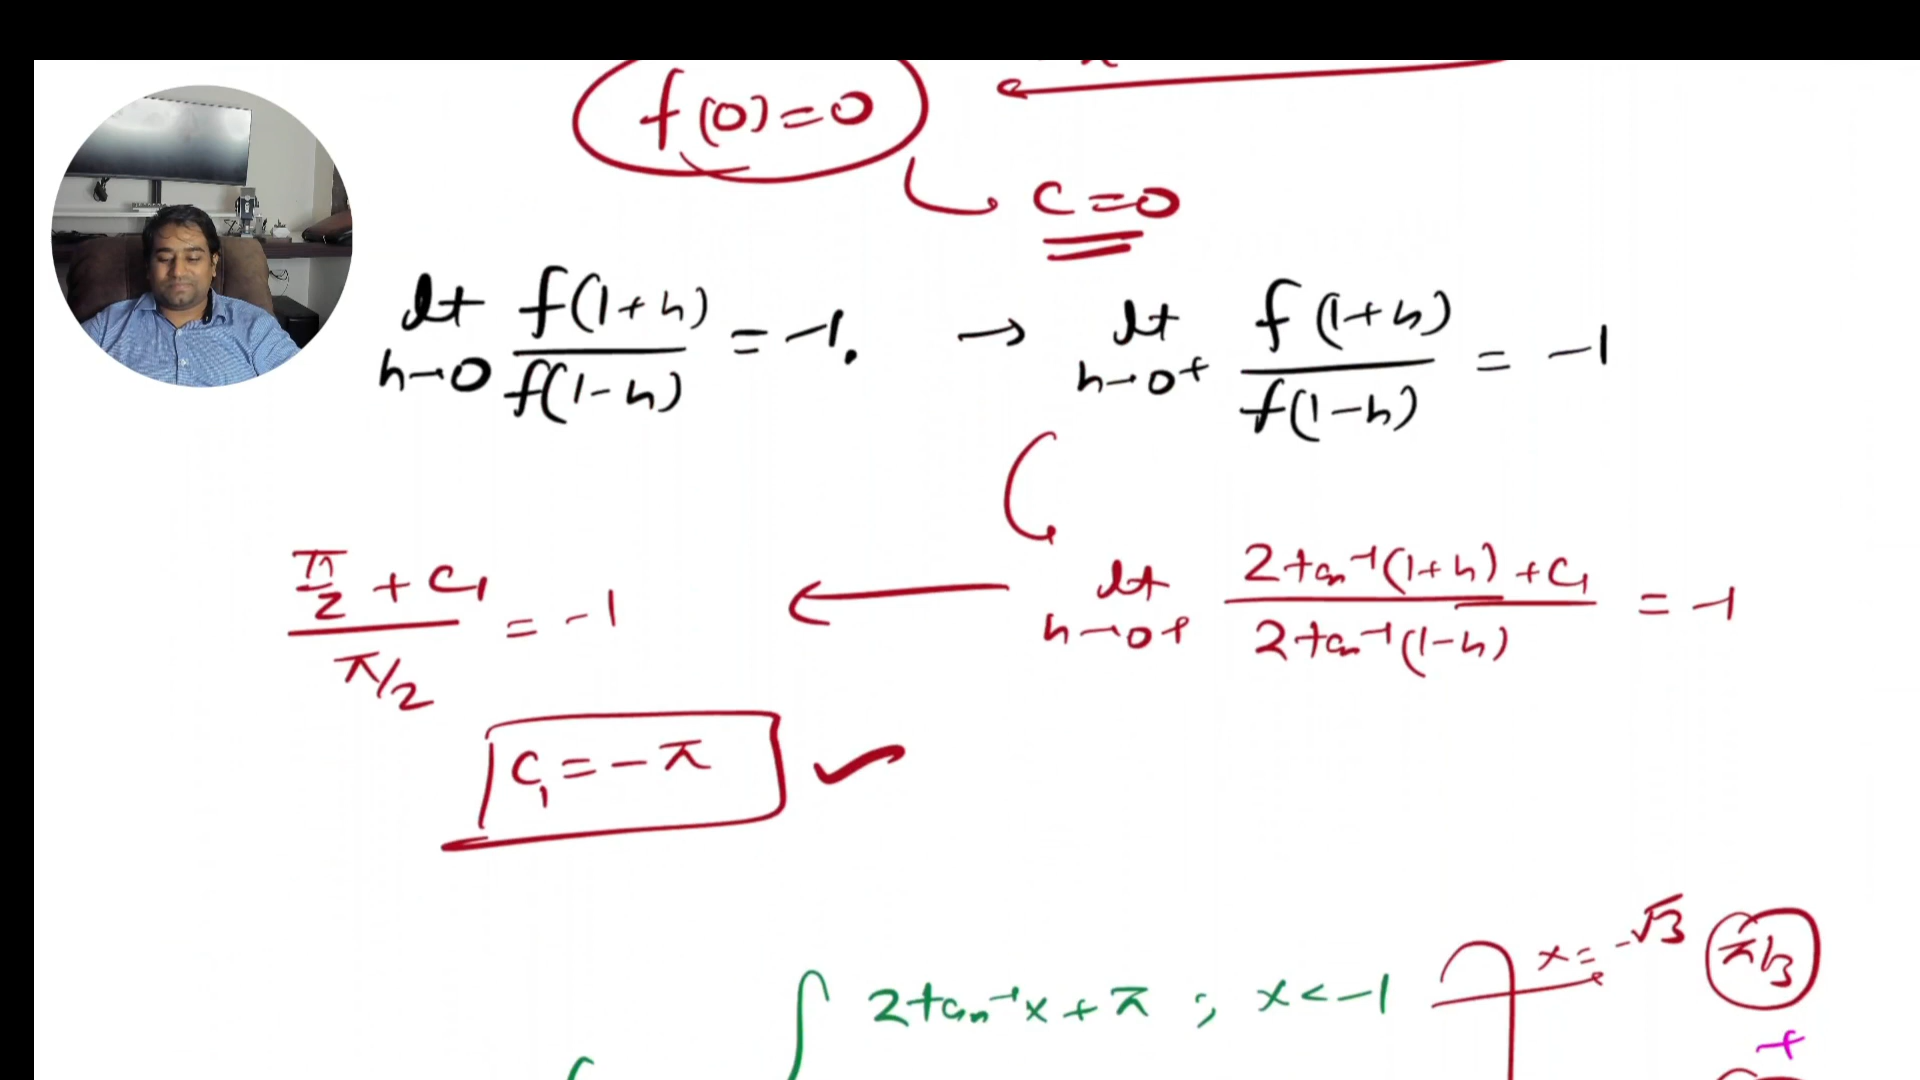 f(0)=0
c=0
lt h→0 f(1+h)/f(1-h) = -1. → lt h→0+ f(1+h)/f(1-h) = -1
lt h→0+ (2tan⁻¹(1+h)+C₁)/(2tan⁻¹(1-h)) = -1
(π/2 + C₁)/(π/2) = -1
C₁ = -π
2tan⁻¹x + π ; x < -1
x = -√3
π/3
+